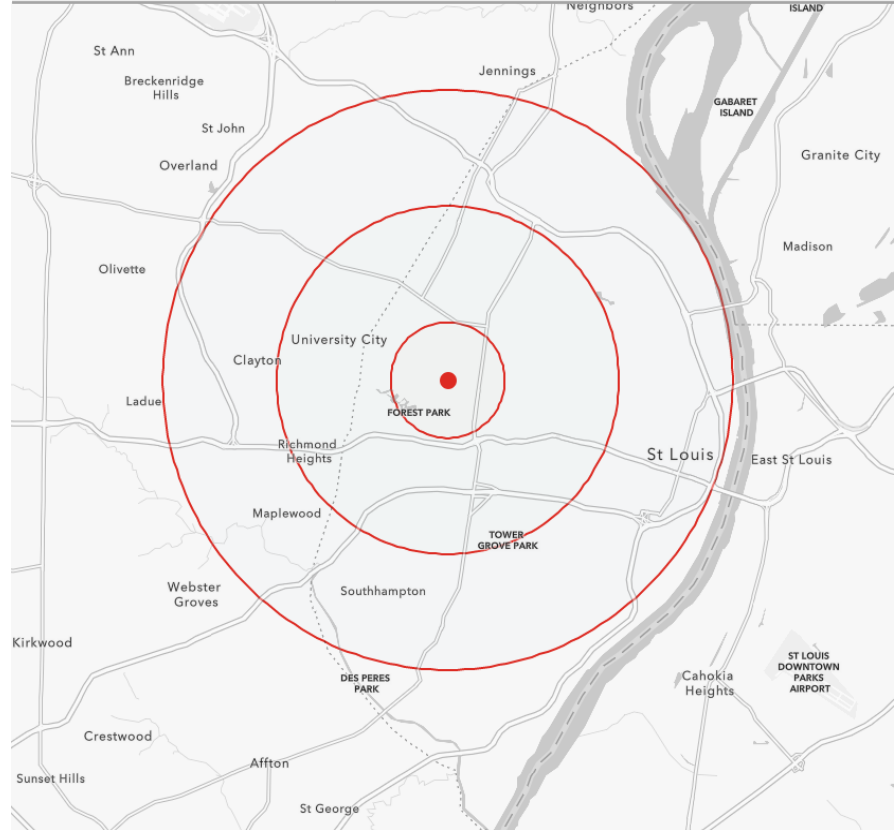 Neighbors
ISLAND
St Ann
Jennings
Breckenridge
Hills
GABARET
ISLAND
St John
Overland
Granite City
Madison
Olivette
University City
Clayton
Ladue
FOREST PARK
Richmond
Heights
St Louis
East St Louis
Maplewood
TOWER
GROVE PARK
Webster
Groves
Southhampton
Kirkwood
DES PERES
PARK
Cahokia
Heights
ST LOUIS
DOWNTOWN
PARKS
AIRPORT
Crestwood
Affton
Sunset Hills
St George